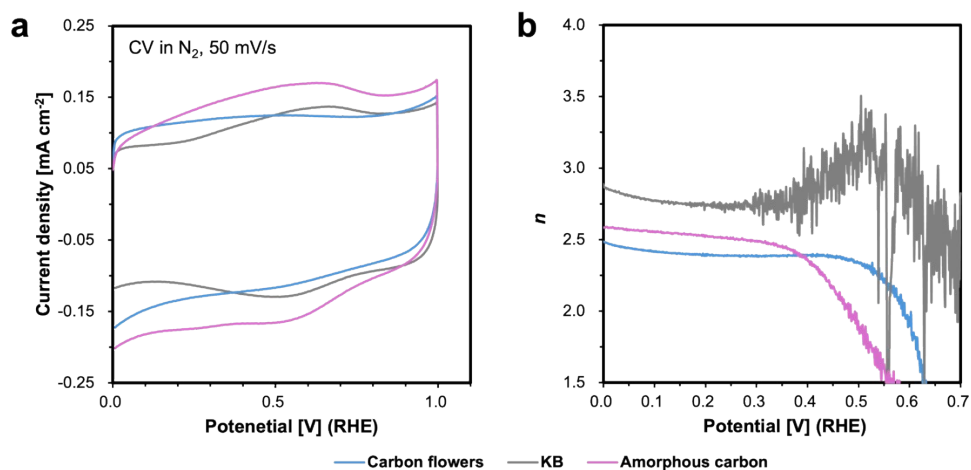 a
CV in N2, 50 mV/s
0.25
0.15
0.05
-0.05
-0.15
-0.25
Current density [mA cm-2]
0.0
0.5
1.0
Potenetial [V] (RHE)
b
4.0
3.5
3.0
2.5
2.0
1.5
n
0.0
0.1
0.2
0.3
0.4
0.5
0.6
0.7
Potential [V] (RHE)
Carbon flowers
KB
Amorphous carbon